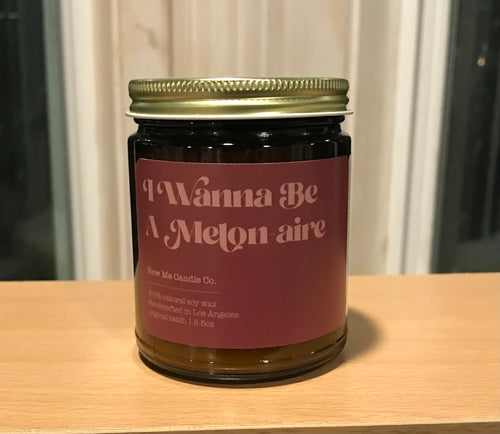 I Wanna Be
A Melon-aire
Blow Me Candle Co.
100% natural soy wax
Handcrafted in Los Angeles.
original batch | 8.5oz